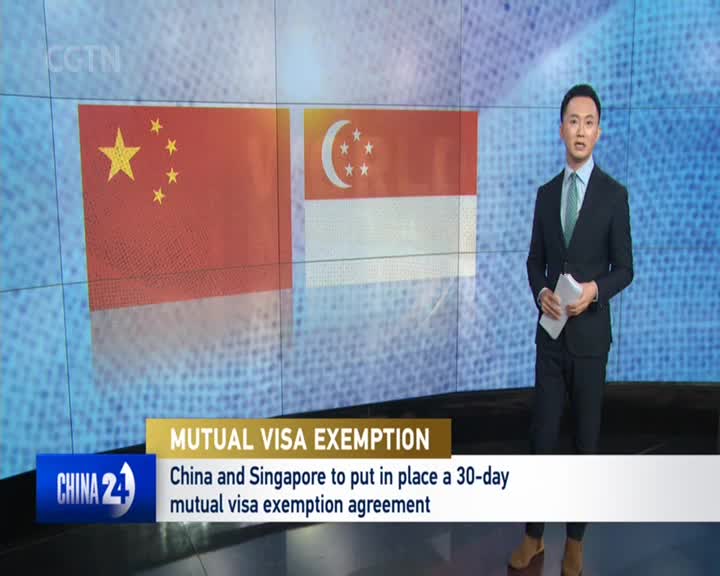 CGTN
MUTUAL VISA EXEMPTION
China and Singapore to put in place a 30-day
mutual visa exemption agreement
CHINA 24